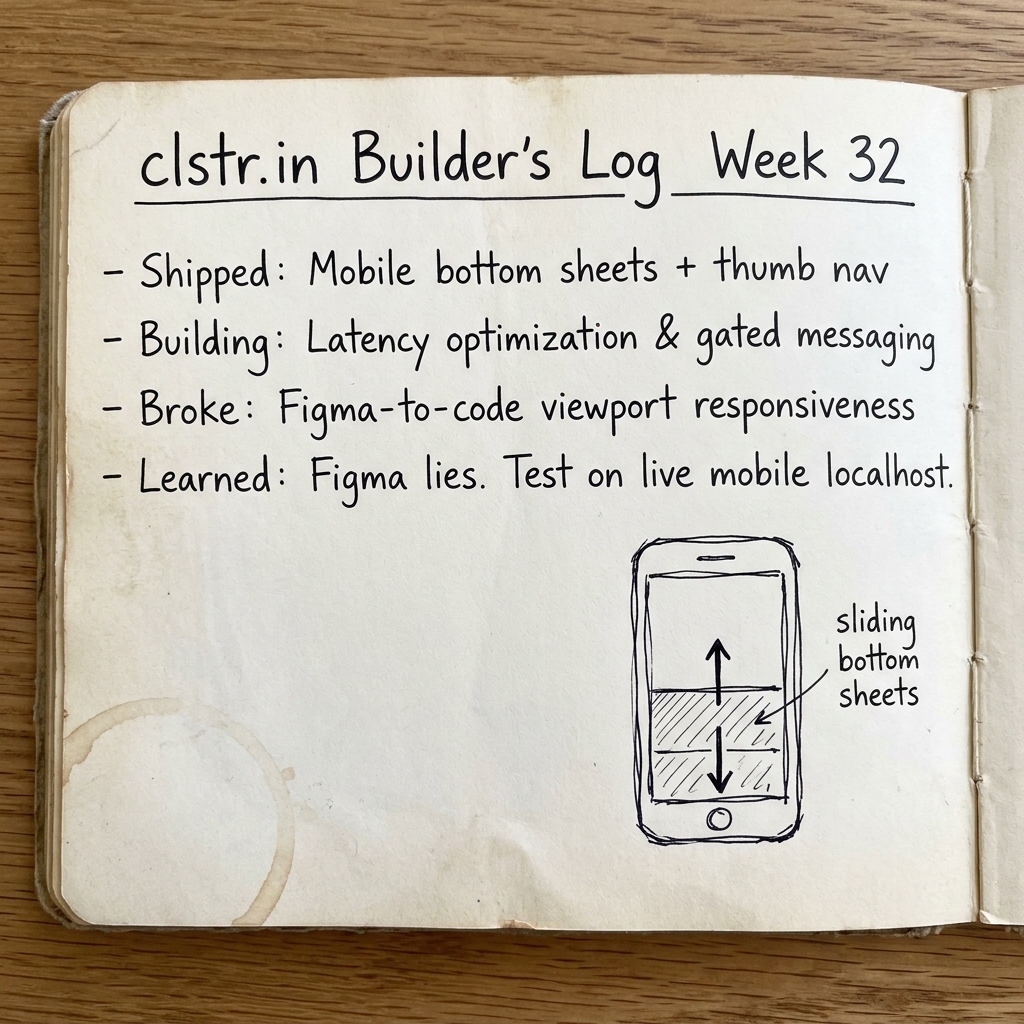 clstr.in Builder's Log Week 32
- Shipped: Mobile bottom sheets + thumb nav
- Building: Latency optimization & gated messaging
- Broke: Figma-to-code viewport responsiveness
- Learned: Figma lies. Test on live mobile localhost.
sliding
bottom
sheets